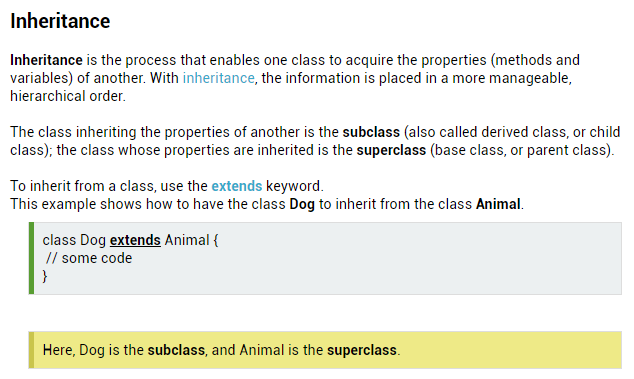 Inheritance
Inheritance is the process that enables one class to acquire the properties (methods and
variables) of another. With inheritance, the information is placed in a more manageable,
hierarchical order.
The class inheriting the properties of another is the subclass (also called derived class, or child
class); the class whose properties are inherited is the superclass (base class, or parent class).
To inherit from a class, use the extends keyword.
This example shows how to have the class Dog to inherit from the class Animal.
class Dog extends Animal {
// some code
}
Here, Dog is the subclass, and Animal is the superclass.